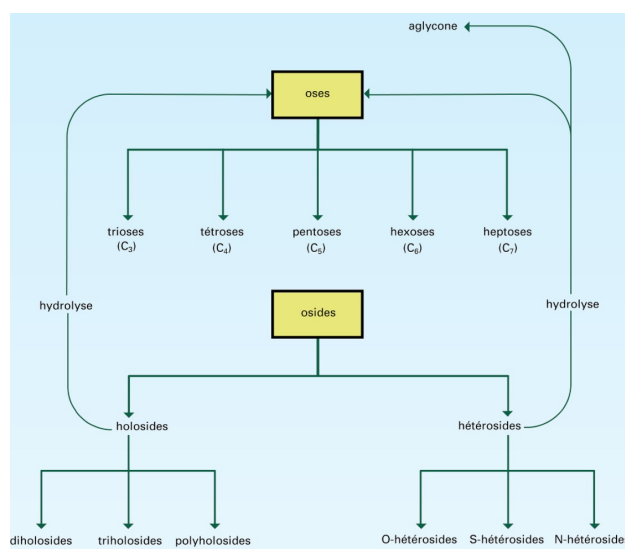 aglycone
oses
trioses
(C3)
tétroses
(C4)
pentoses
(C5)
hexoses
(C6)
heptoses
(C7)
hydrolyse
osides
hydrolyse
holosides
hétérosides
diholosides
triholosides
polyholosides
O-hétérosides
S-hétérosides
N-hétéroside